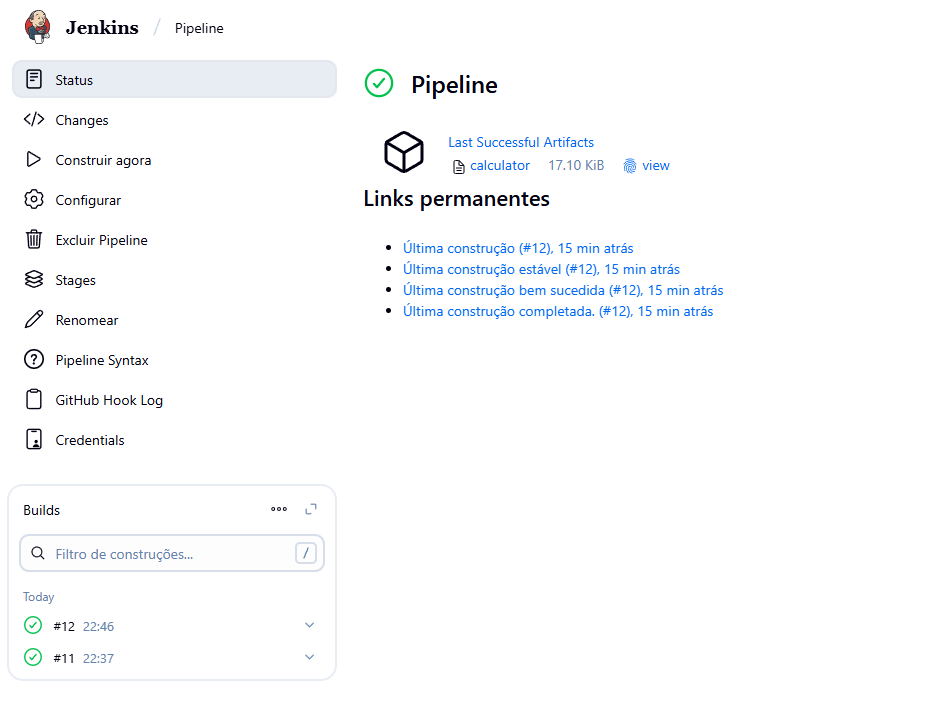 Jenkins / Pipeline
Status
Changes
Construir agora
Configurar
Excluir Pipeline
Stages
Renomear
Pipeline Syntax
GitHub Hook Log
Credentials
Builds
Filtro de construções... /
Today
#12 22:46
#11 22:37
Pipeline
Last Successful Artifacts
calculator 17.10 KiB view
Links permanentes
Última construção (#12), 15 min atrás
Última construção estável (#12), 15 min atrás
Última construção bem sucedida (#12), 15 min atrás
Última construção completada. (#12), 15 min atrás